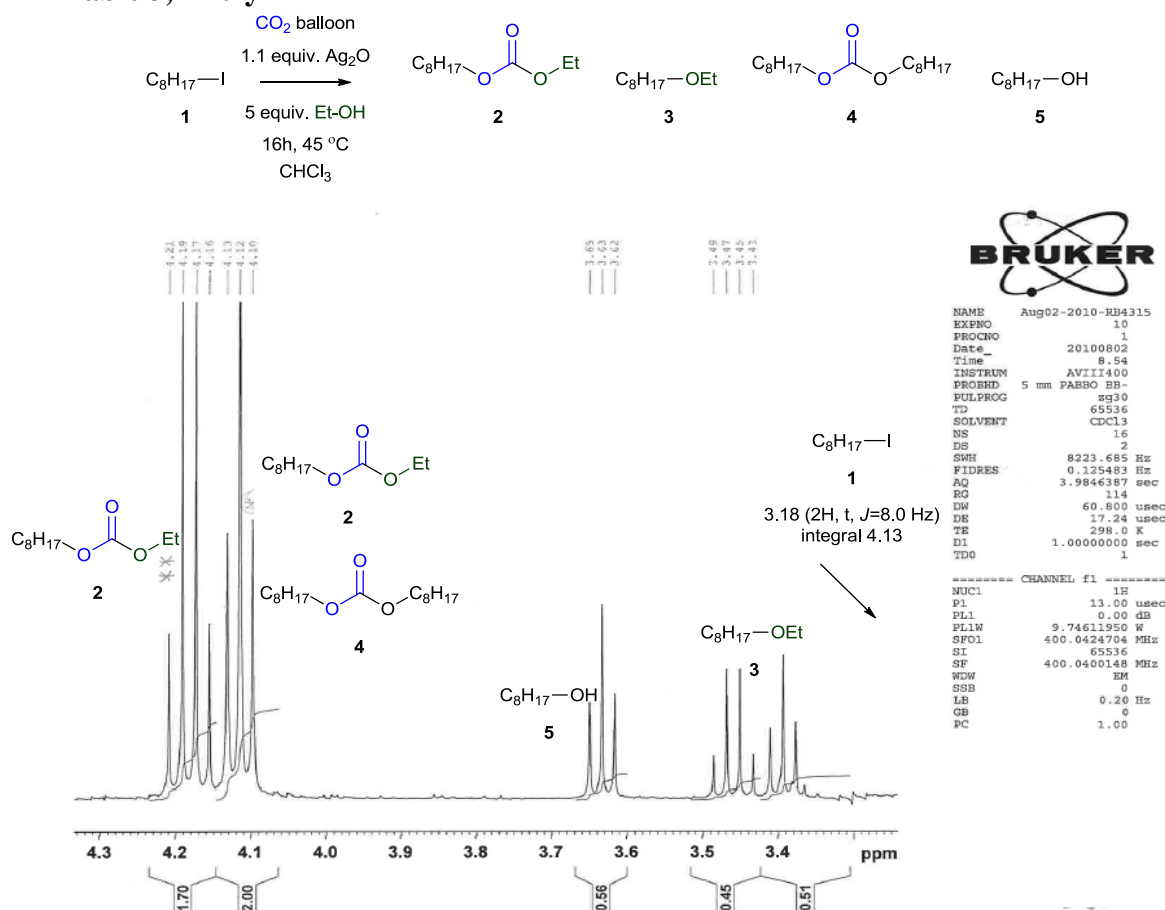 CO2 balloon
1.1 equiv. Ag2O
C8H17—I
5 equiv. Et-OH
16h, 45 °C
CHCl3
1
C8H17 O O O Et
2
C8H17—OEt
3
C8H17 O O O C8H17
4
C8H17—OH
5
4.21
4.19
4.17
4.16
4.13
4.12
4.10
3.65
3.63
3.62
3.49
3.47
3.45
3.43
BRUKER
NAME Aug02-2010-RB4315
EXPNO 10
PROCNO 1
Date_ 20100802
Time 8.54
INSTRUM AVIII400
PROBHD 5 mm PABBO BB-
PULPROG zg30
TD 65536
SOLVENT CDCl3
NS 16
DS 2
SWH 8223.685 Hz
FIDRES 0.125483 Hz
AQ 3.9846387 sec
RG 114
DW 60.800 usec
DE 17.24 usec
TE 298.0 K
D1 1.00000000 sec
TD0 1
======== CHANNEL f1 ========
NUC1 1H
P1 13.00 usec
PL1 0.00 dB
PL1W 9.74611950 W
SFO1 400.0424704 MHz
SI 65536
SF 400.0400148 MHz
WDW EM
SSB 0
LB 0.20 Hz
GB 0
PC 1.00
C8H17 O O O Et
2
C8H17 O O O Et
2
C8H17 O O O C8H17
4
C8H17—I
1
3.18 (2H, t, J=8.0 Hz)
integral 4.13
C8H17—OEt
3
C8H17—OH
5
4.3 4.2 4.1 4.0 3.9 3.8 3.7 3.6 3.5 3.4 ppm
1.70
2.00
0.56
0.45
0.51